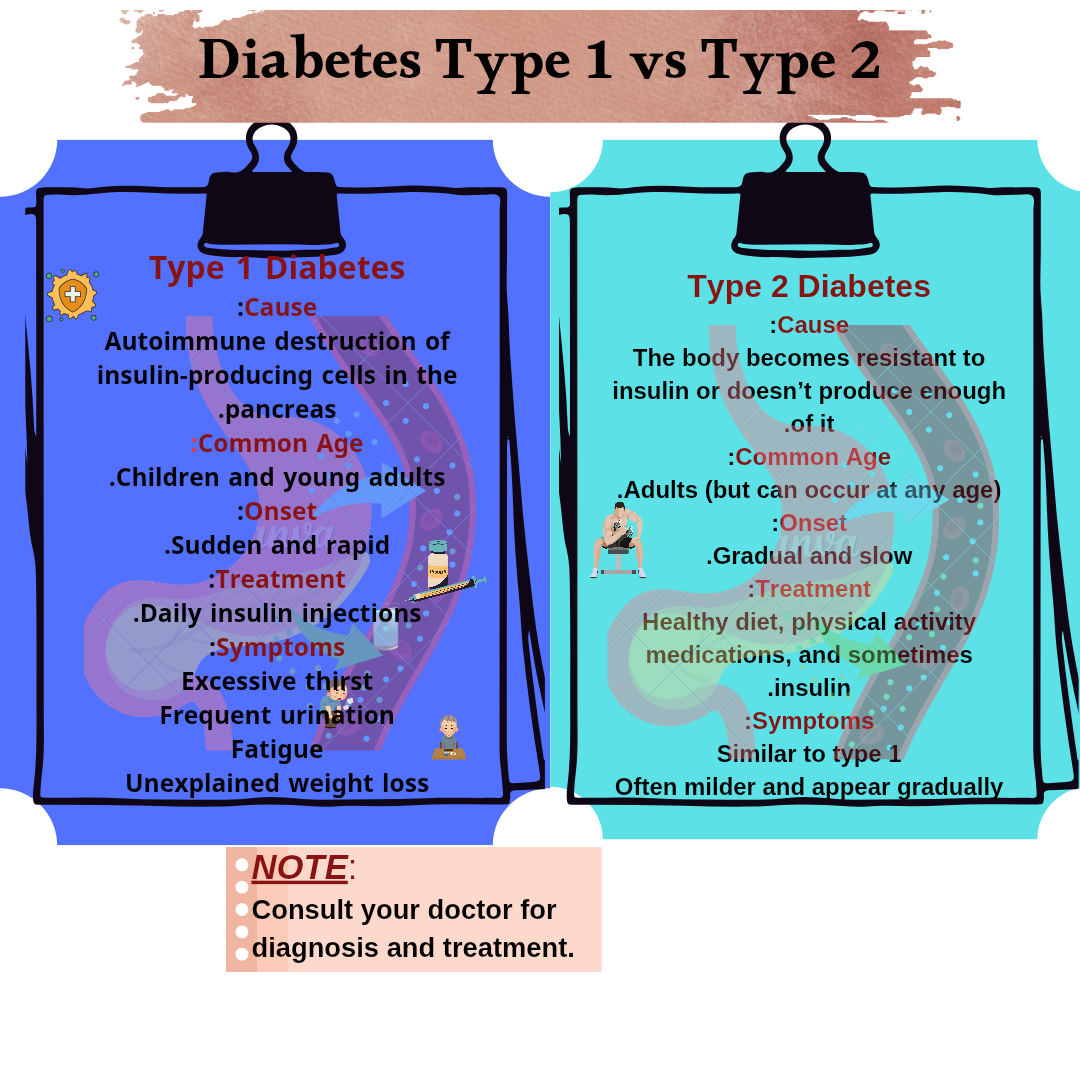 Diabetes Type 1 vs Type 2
Type 1 Diabetes
:Cause
Autoimmune destruction of
insulin-producing cells in the
.pancreas
:Common Age
.Children and young adults
:Onset
.Sudden and rapid
:Treatment
.Daily insulin injections
:Symptoms
Excessive thirst
Frequent urination
Fatigue
Unexplained weight loss
Type 2 Diabetes
:Cause
The body becomes resistant to
insulin or doesn’t produce enough
.of it
:Common Age
.Adults (but can occur at any age)
:Onset
.Gradual and slow
:Treatment
Healthy diet, physical activity
medications, and sometimes
.insulin
:Symptoms
Similar to type 1
Often milder and appear gradually
NOTE:
Consult your doctor for
diagnosis and treatment.